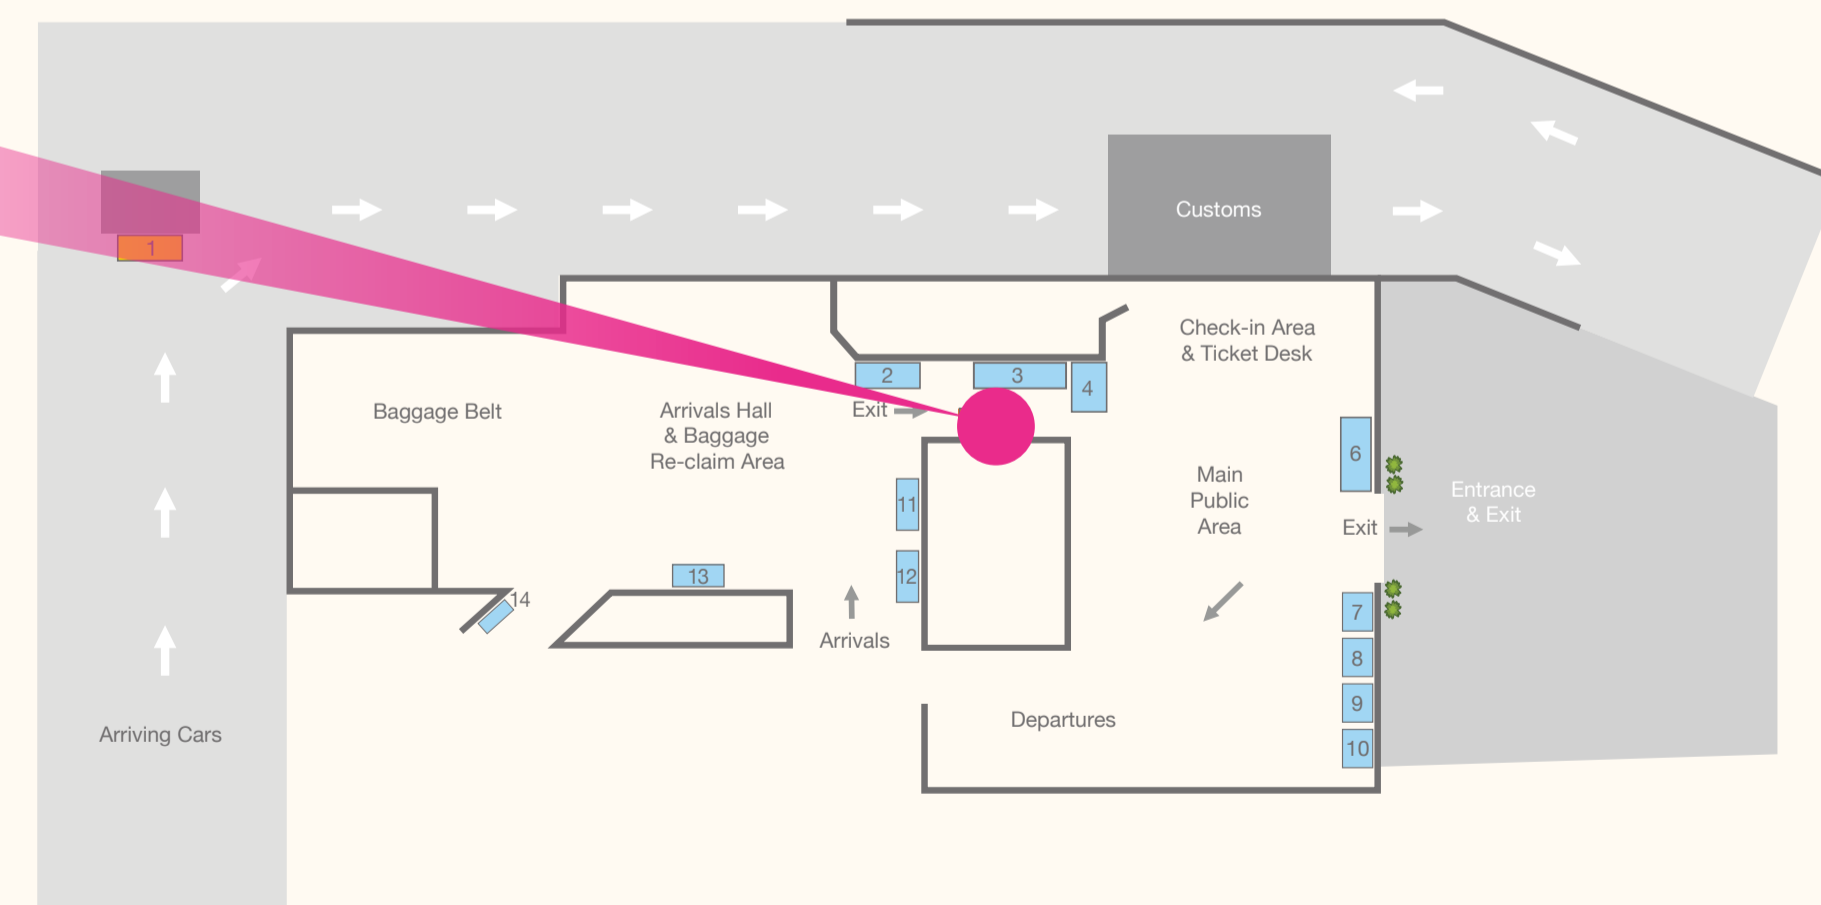 Customs
1
Check-in Area
& Ticket Desk
2
3
4
Baggage Belt
Arrivals Hall
& Baggage
Re-claim Area
Exit
6
Main
Public
Area
Entrance
& Exit
11
Exit
12
13
14
7
Arrivals
8
9
Departures
Arriving Cars
10